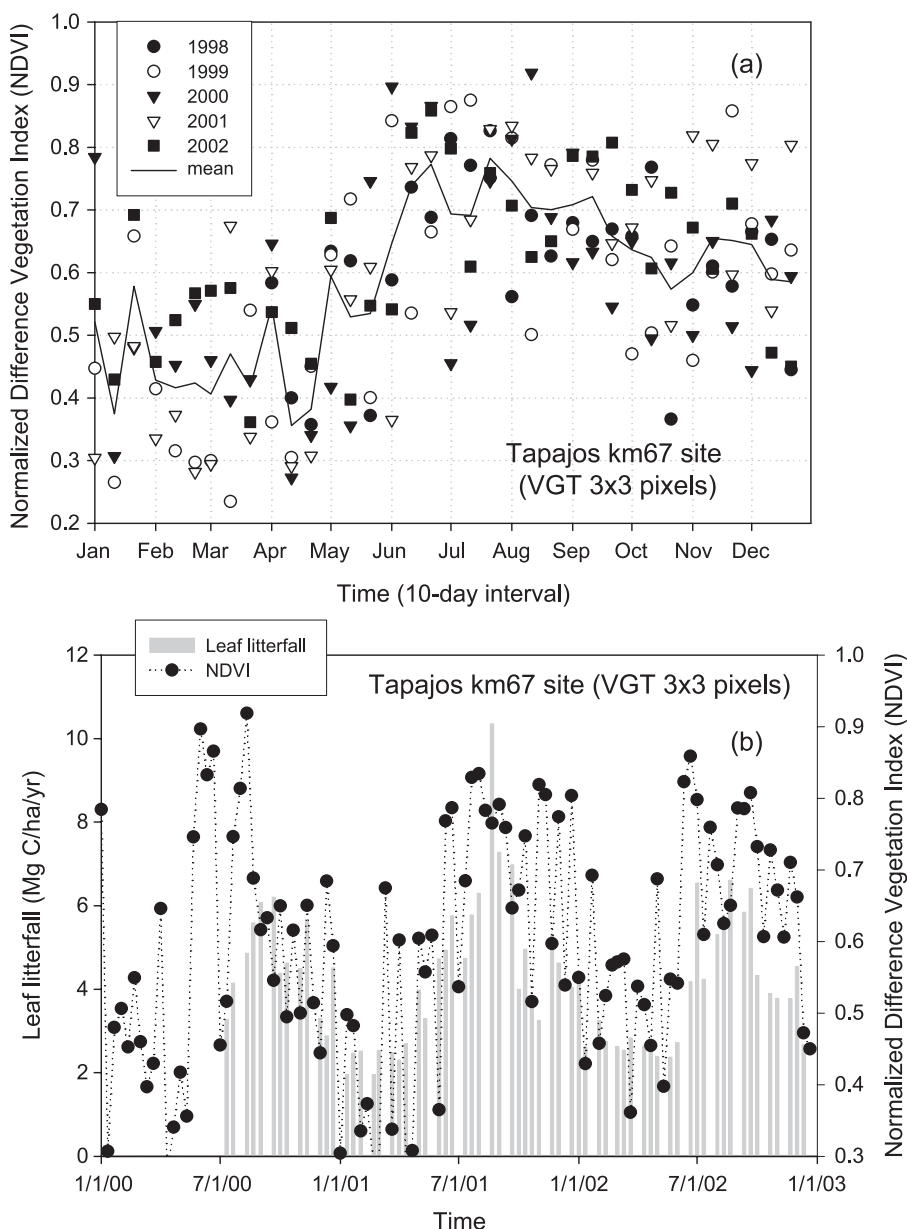 Normalized Difference Vegetation Index (NDVI)
1.0
0.9
0.8
0.7
0.6
0.5
0.4
0.3
0.2
1998
1999
2000
2001
2002
mean
(a)
Tapajos km67 site
(VGT 3x3 pixels)
Jan Feb Mar Apr May Jun Jul Aug Sep Oct Nov Dec
Time (10-day interval)
Leaf litterfall
NDVI
Tapajos km67 site (VGT 3x3 pixels)
(b)
Leaf litterfall (Mg C/ha/yr)
12
10
8
6
4
2
0
1.0
0.9
0.8
0.7
0.6
0.5
0.4
0.3
Normalized Difference Vegetation Index (NDVI)
1/1/00 7/1/00 1/1/01 7/1/01 1/1/02 7/1/02 1/1/03
Time